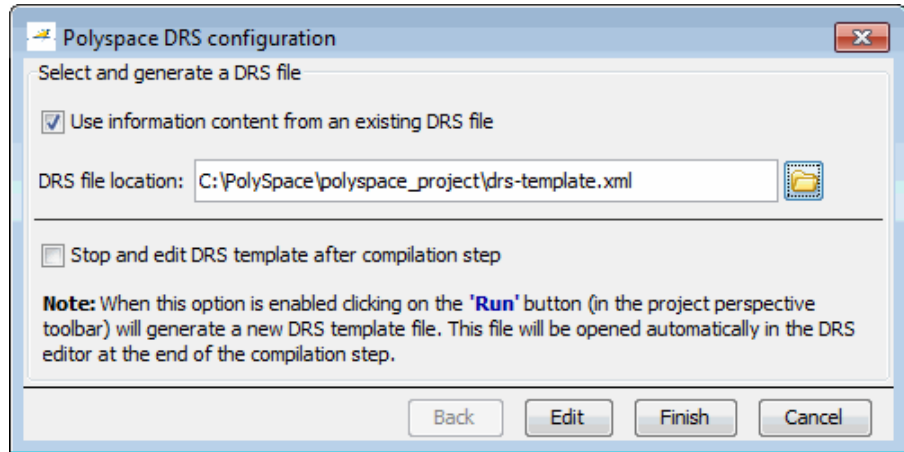 Polyspace DRS configuration
Select and generate a DRS file
Use information content from an existing DRS file
DRS file location: C:\PolySpace\polyspace_project\drs-template.xml
Stop and edit DRS template after compilation step
Note: When this option is enabled clicking on the 'Run' button (in the project perspective
toolbar) will generate a new DRS template file. This file will be opened automatically in the DRS
editor at the end of the compilation step.
Back Edit Finish Cancel